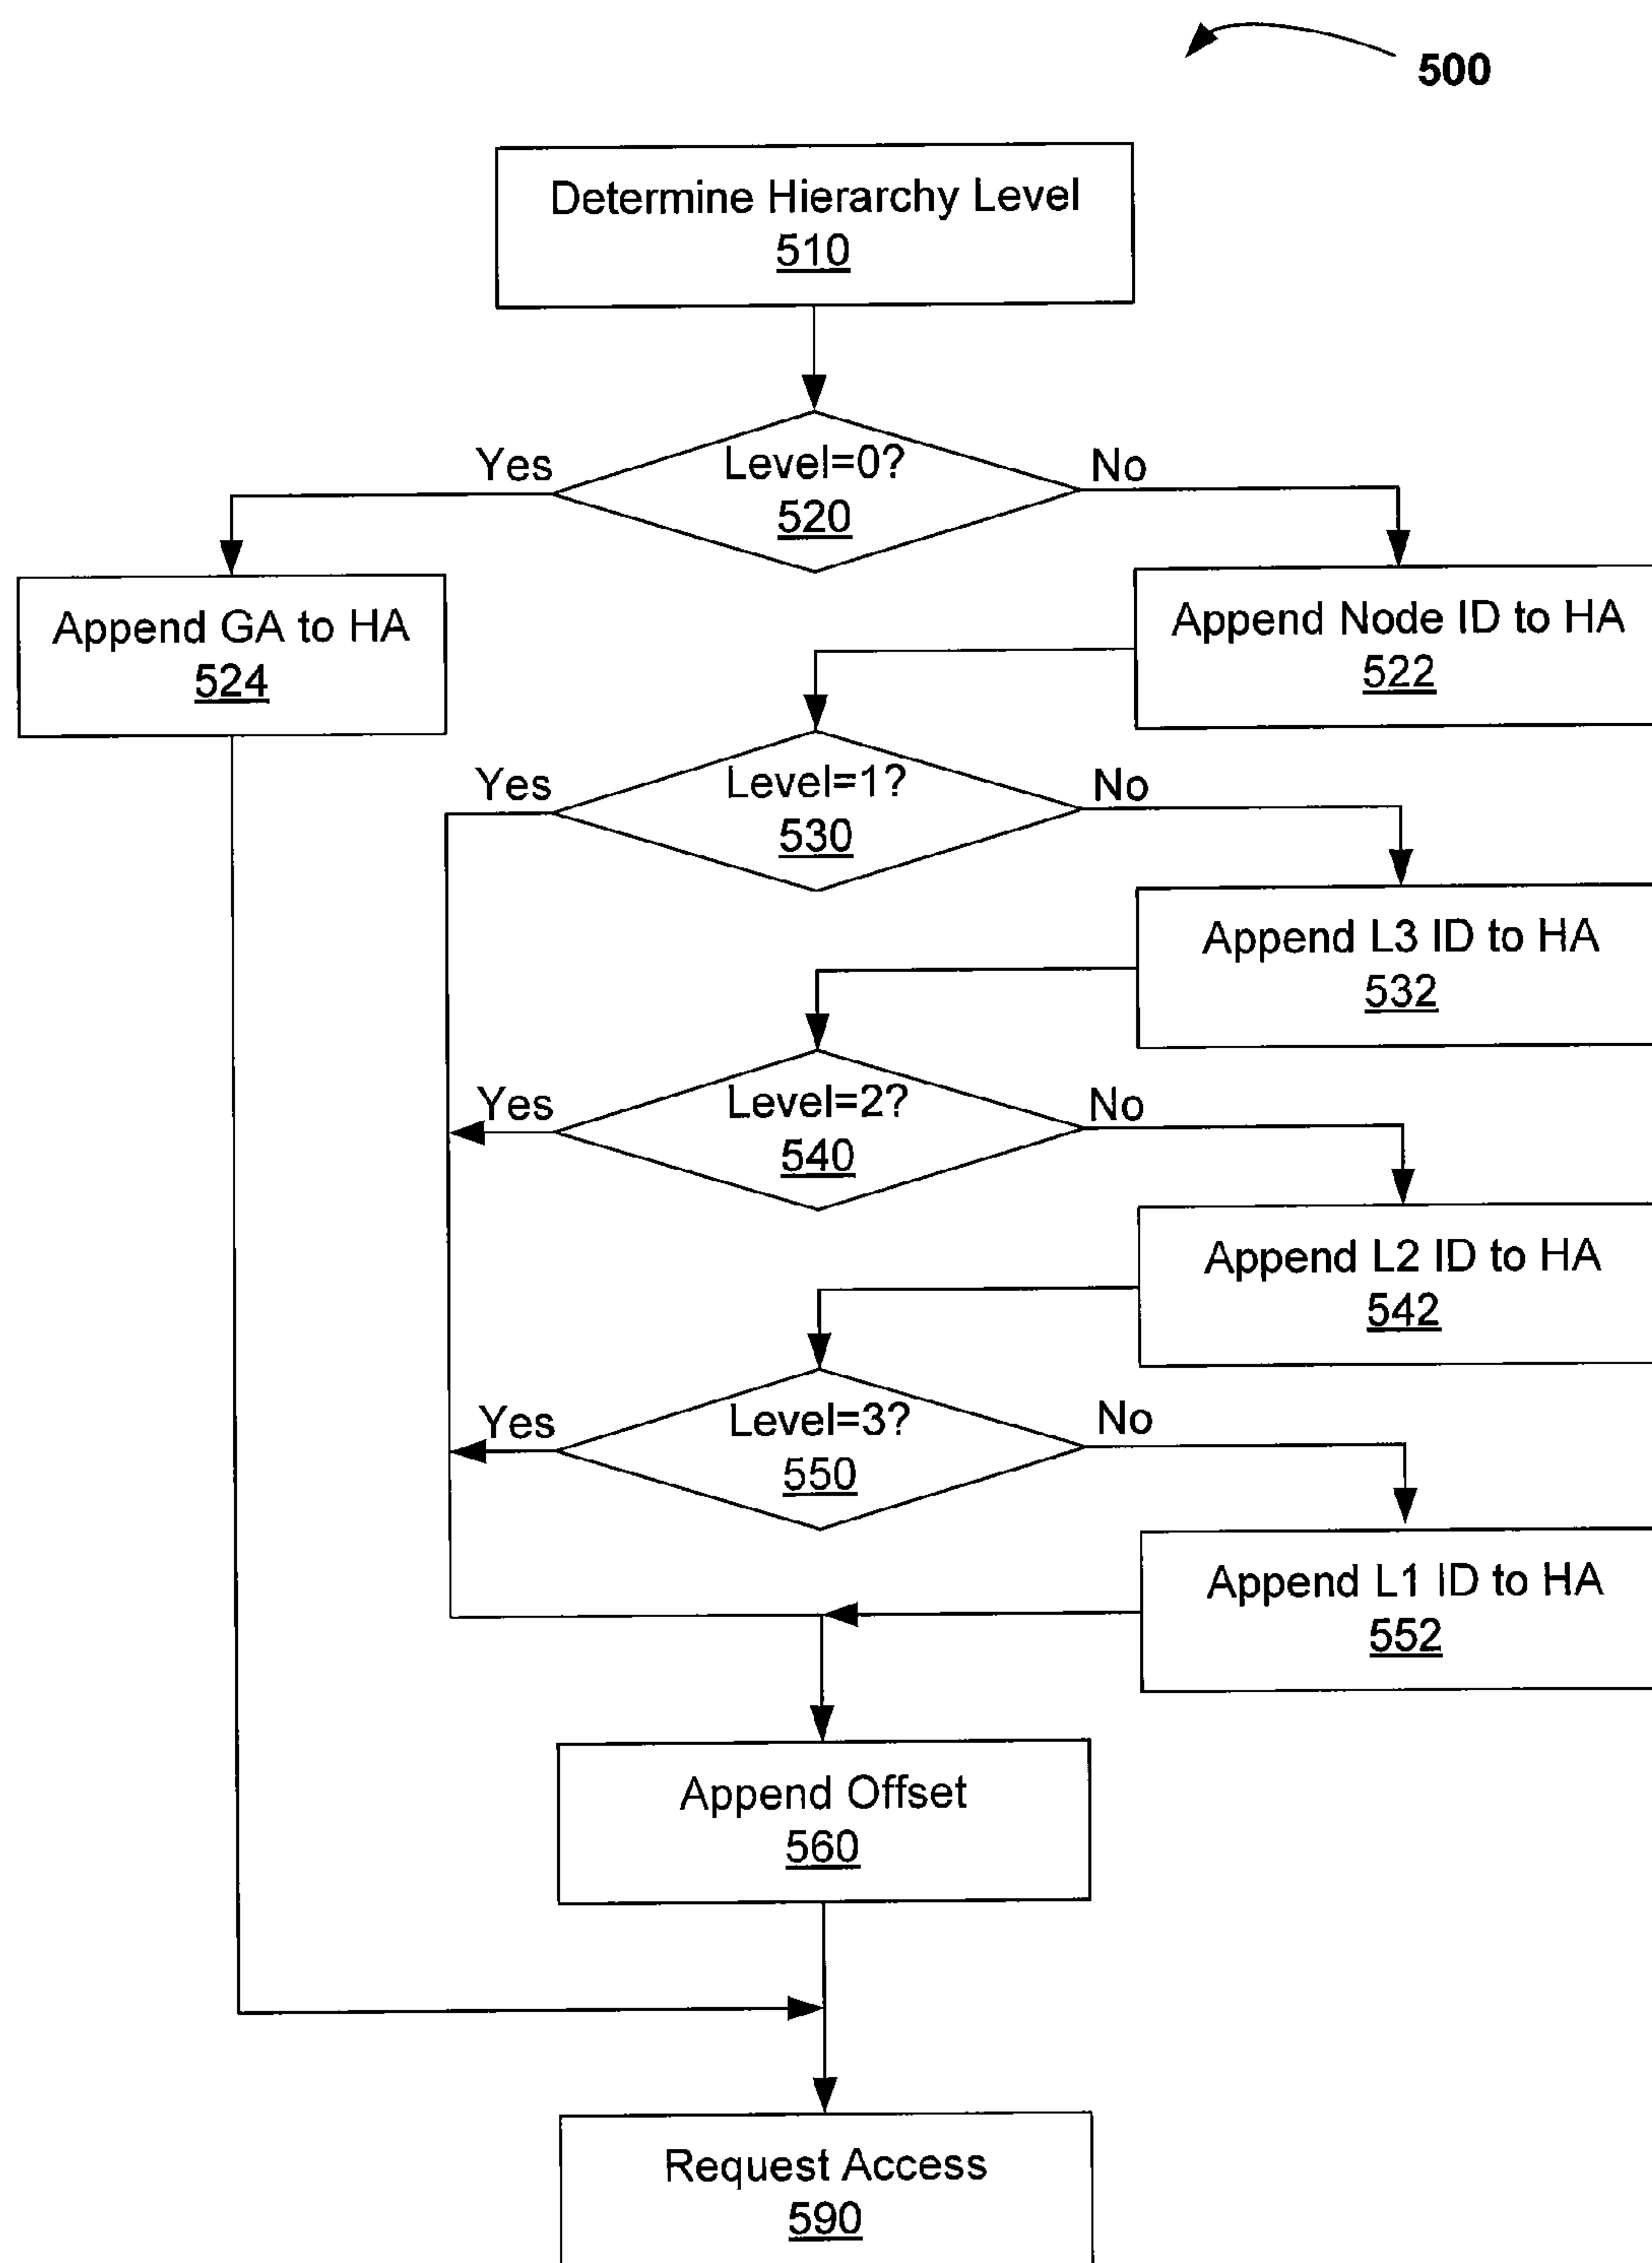 500
Determine Hierarchy Level
510
Yes
Level=0?
No
520
Append GA to HA
524
Append Node ID to HA
522
Yes
Level=1?
No
530
Append L3 ID to HA
532
Yes
Level=2?
No
540
Append L2 ID to HA
542
Yes
Level=3?
No
550
Append L1 ID to HA
552
Append Offset
560
Request Access
590